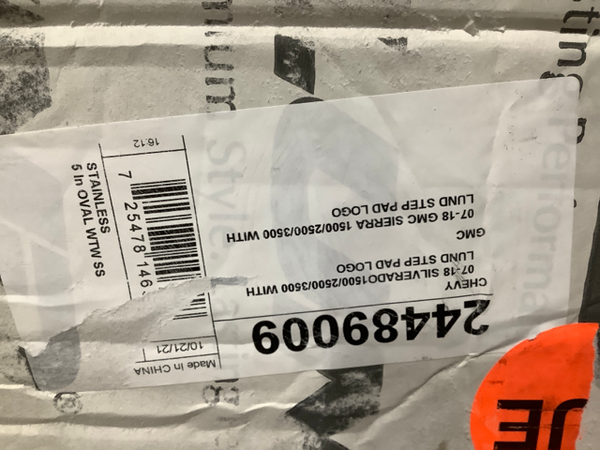 24489009
CHEVY
07-18 SILVERADO1500/2500/3500 WITH
LUND STEP PAD LOGO
GMC
07-18 GMC SIERRA 1500/2500/3500 WITH
LUND STEP PAD LOGO
Made in CHINA
10/21/21
7 25478 146
16:12
STAINLESS
5 In OVAL WTW SS
Style.
JE